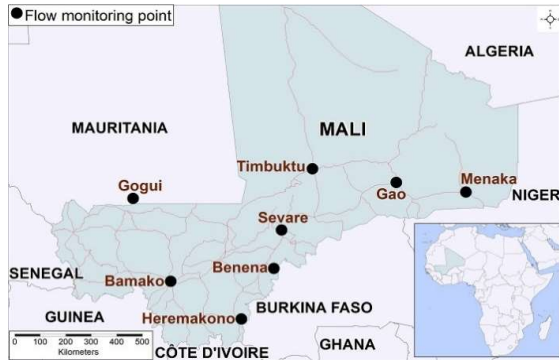 Flow monitoring point
ALGERIA
MAURITANIA
MALI
Timbuktu
Gogui
Gao
Menaka
NIGER
Sevare
SENEGAL
Bamako
Benena
BURKINA FASO
GUINEA
Heremakono
GHANA
CÔTE D'IVOIRE
0 100 200 300 400 500
Kilometers